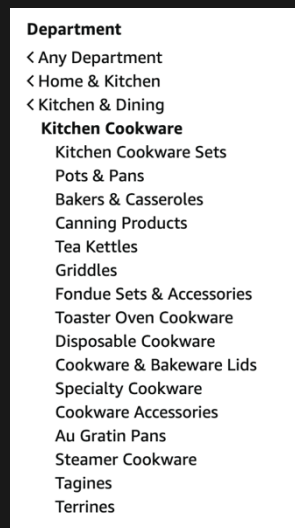 Department
< Any Department
< Home & Kitchen
< Kitchen & Dining
Kitchen Cookware
Kitchen Cookware Sets
Pots & Pans
Bakers & Casseroles
Canning Products
Tea Kettles
Griddles
Fondue Sets & Accessories
Toaster Oven Cookware
Disposable Cookware
Cookware & Bakeware Lids
Specialty Cookware
Cookware Accessories
Au Gratin Pans
Steamer Cookware
Tagines
Terrines